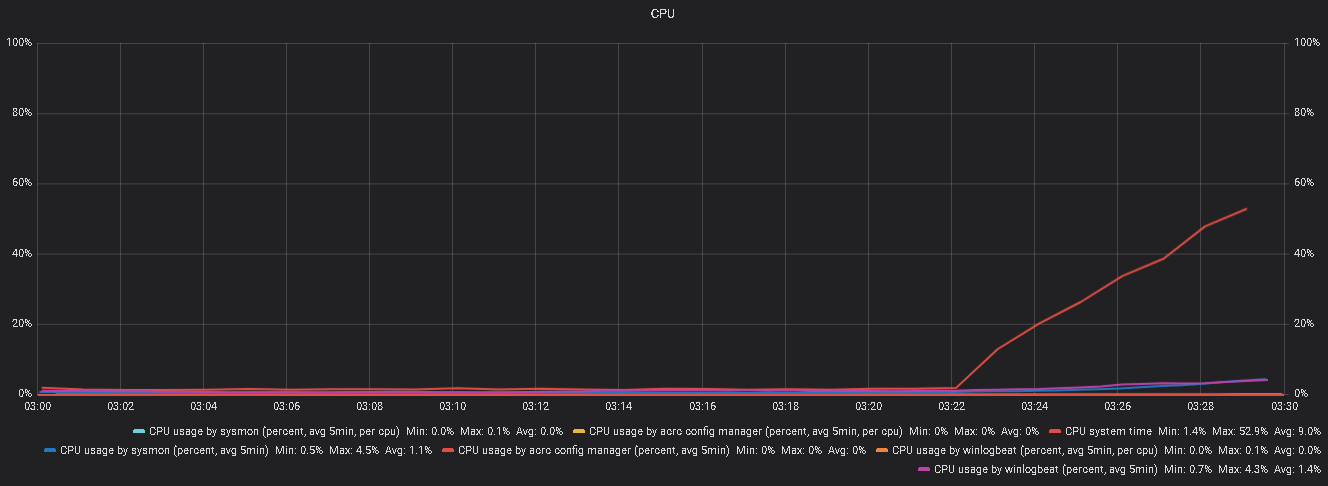 CPU
100% 100%
80% 80%
60% 60%
40% 40%
20% 20%
0% 0%
03:00 03:02 03:04 03:06 03:08 03:10 03:12 03:14 03:16 03:18 03:20 03:22 03:24 03:26 03:28 03:30
CPU usage by sysmon (percent, avg 5min, per cpu) Min: 0.0% Max: 0.1% Avg: 0.0% CPU usage by acrc config manager (percent, avg 5min, per cpu) Min: 0% Max: 0% Avg: 0% CPU system time Min: 1.4% Max: 52.9% Avg: 9.0%
CPU usage by sysmon (percent, avg 5min) Min: 0.5% Max: 4.5% Avg: 1.1% CPU usage by acrc config manager (percent, avg 5min) Min: 0% Max: 0% Avg: 0% CPU usage by winlogbeat (percent, avg 5min, per cpu) Min: 0.0% Max: 0.1% Avg: 0.0%
CPU usage by winlogbeat (percent, avg 5min) Min: 0.7% Max: 4.3% Avg: 1.4%